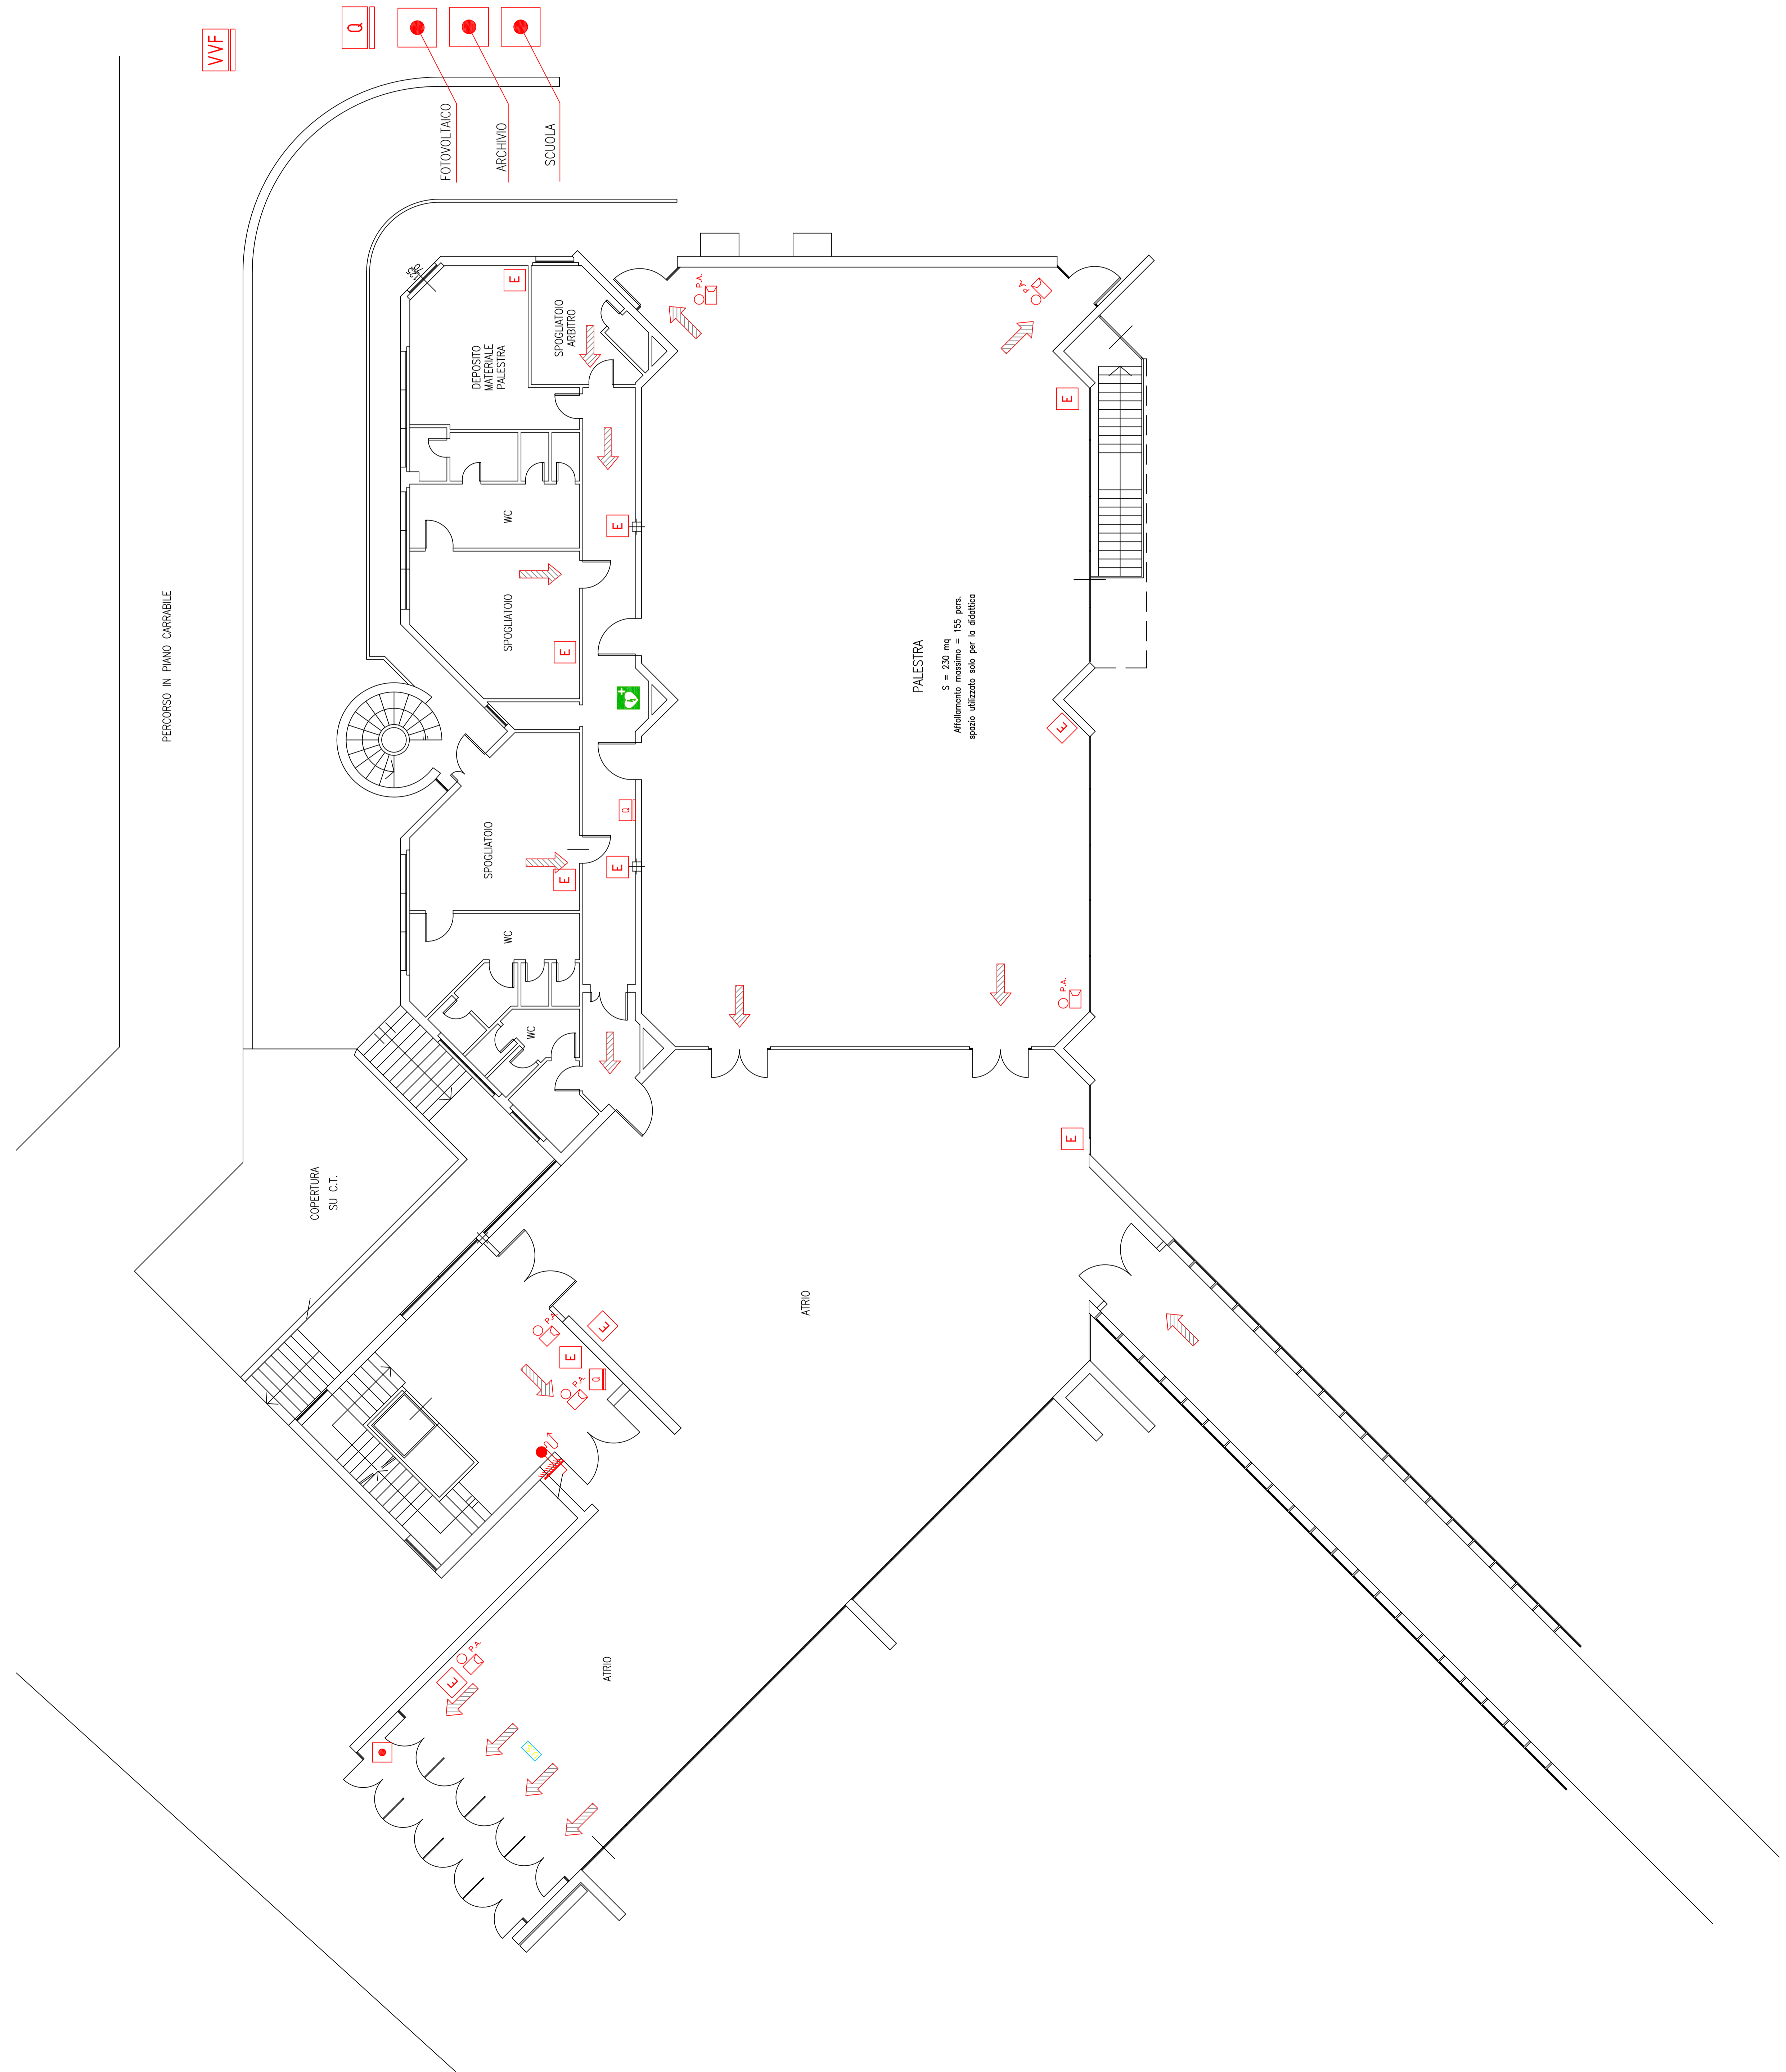 VVF
Q
FOTOVOLTAICO
ARCHIVIO
SCUOLA
PERCORSO IN PIANO CARRABILE
E
SPOGLIATOIO
ARBITRO
DEPOSITO
MATERIALE
PALESTRA
P.A.
P.A.
E
WC
E
SPOGLIATOIO
E
PALESTRA
S = 230 mq
Affollamento massimo = 155 pers.
spazio utilizzato solo per la didattica
E
Q
SPOGLIATOIO
E
E
WC
WC
P.A.
E
COPERTURA
SU C.T.
ATRIO
P.A.
E
E
Q
P.A.
P.A.
E
ATRIO